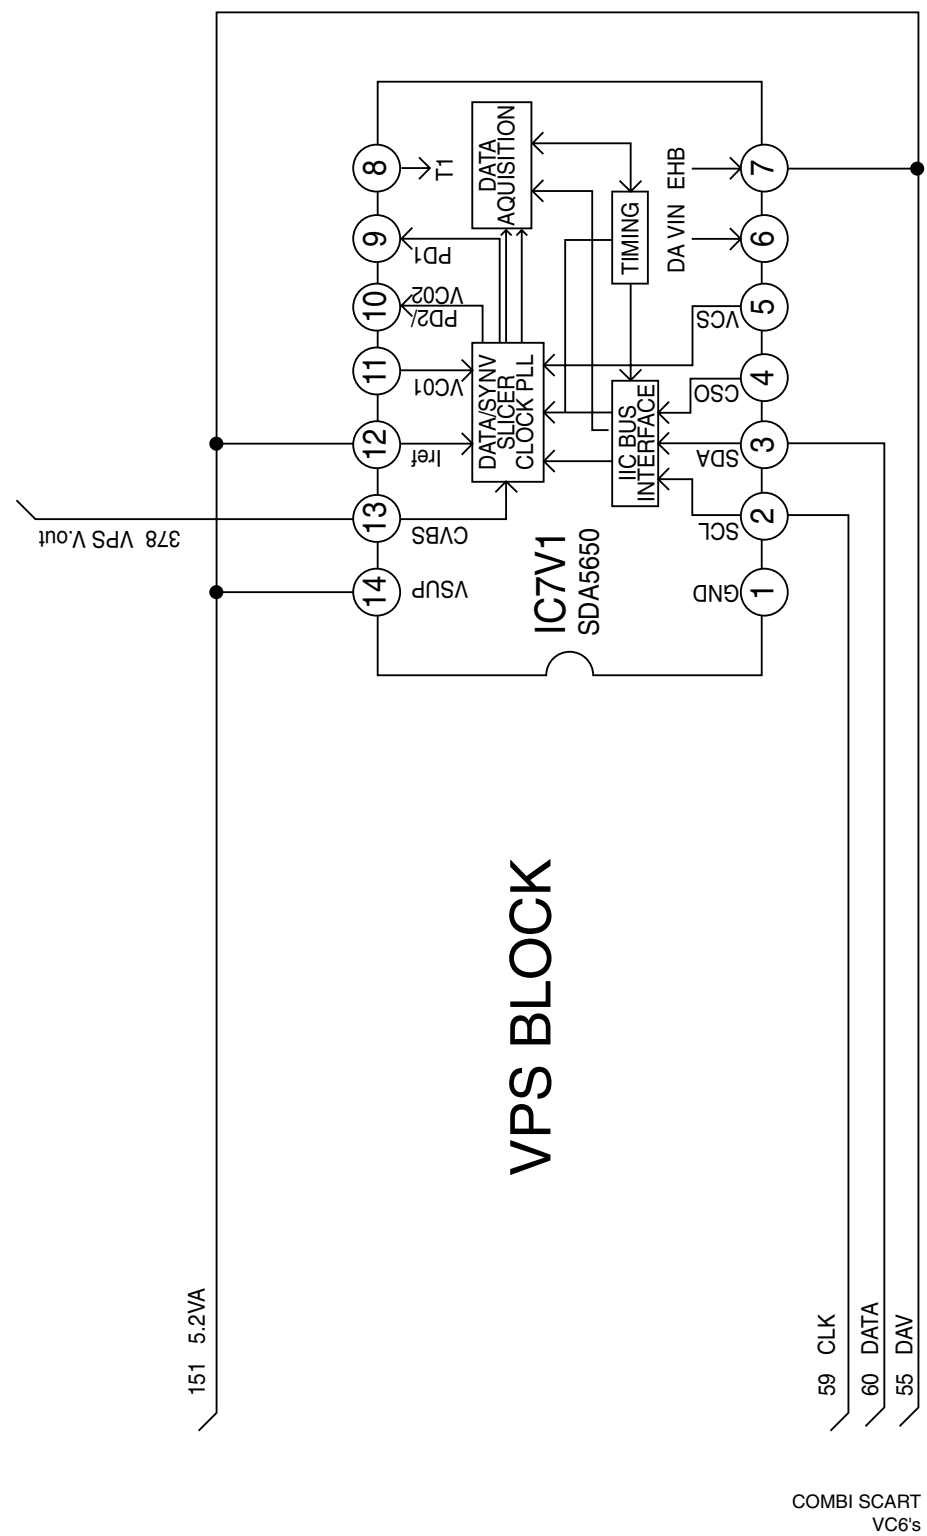 8
T1
9
PD1
10
PD2/
VC02
11
VC01
12
Iref
13
CVBS
14
VSUP
378 VPS V.out
DATA
AQUISITION
DATA/SYNV
SLICER
CLOCK PLL
TIMING
IIC BUS
INTERFACE
IC7V1
SDA5650
EHB
7
DA VIN
6
VCS
5
CSO
4
SDA
3
SCL
2
GND
1
VPS BLOCK
151 5.2VA
59 CLK
60 DATA
55 DAV
COMBI SCART
VC6's